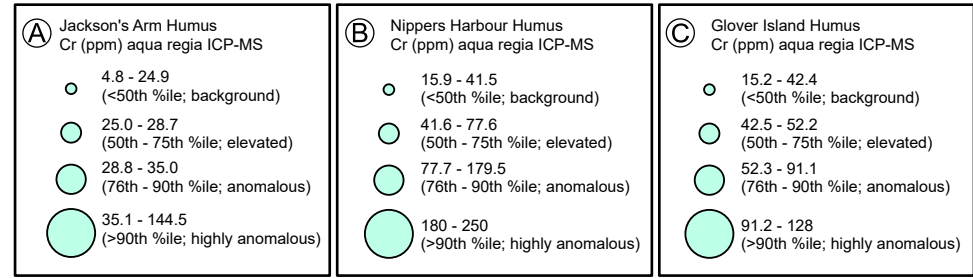 A Jackson's Arm Humus
Cr (ppm) aqua regia ICP-MS
4.8 - 24.9
(<50th %ile; background)
25.0 - 28.7
(50th - 75th %ile; elevated)
28.8 - 35.0
(76th - 90th %ile; anomalous)
35.1 - 144.5
(>90th %ile; highly anomalous)
B Nippers Harbour Humus
Cr (ppm) aqua regia ICP-MS
15.9 - 41.5
(<50th %ile; background)
41.6 - 77.6
(50th - 75th %ile; elevated)
77.7 - 179.5
(76th - 90th %ile; anomalous)
180 - 250
(>90th %ile; highly anomalous)
C Glover Island Humus
Cr (ppm) aqua regia ICP-MS
15.2 - 42.4
(<50th %ile; background)
42.5 - 52.2
(50th - 75th %ile; elevated)
52.3 - 91.1
(76th - 90th %ile; anomalous)
91.2 - 128
(>90th %ile; highly anomalous)